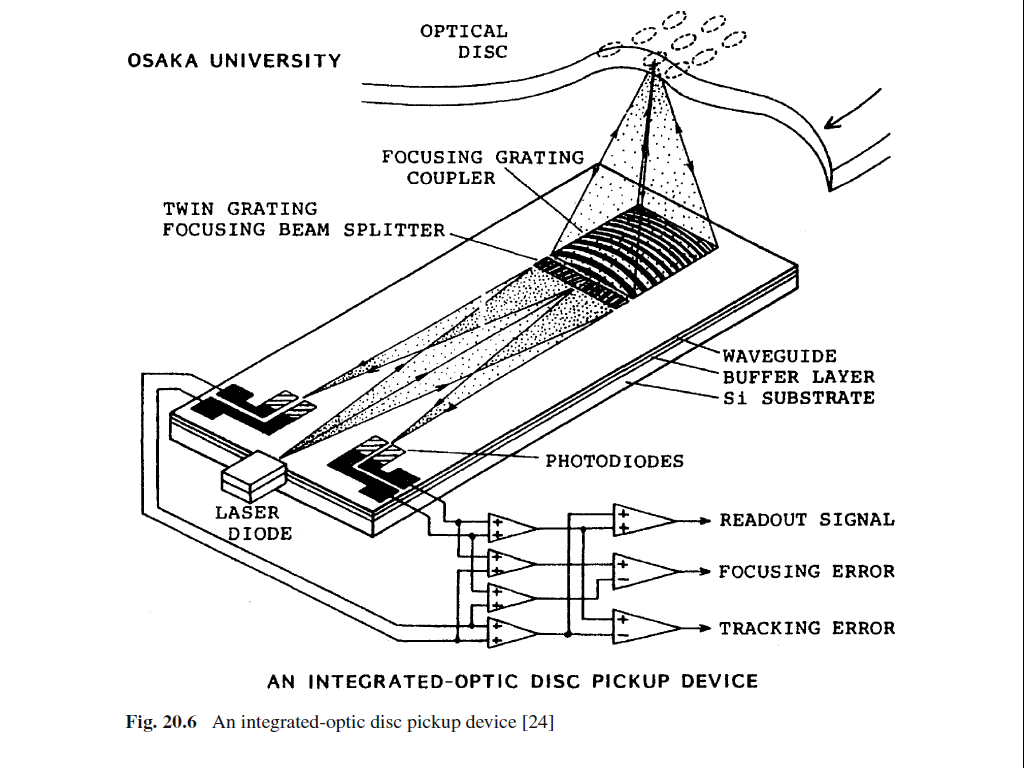 OPTICAL
DISC
OSAKA UNIVERSITY
FOCUSING GRATING
COUPLER
TWIN GRATING
FOCUSING BEAM SPLITTER
WAVEGUIDE
BUFFER LAYER
Si SUBSTRATE
PHOTODIODES
LASER
DIODE
+
+
+
+
READOUT SIGNAL
+
+
+
−
FOCUSING ERROR
+
+
+
+
+
−
TRACKING ERROR
AN INTEGRATED-OPTIC DISC PICKUP DEVICE
Fig. 20.6 An integrated-optic disc pickup device [24]